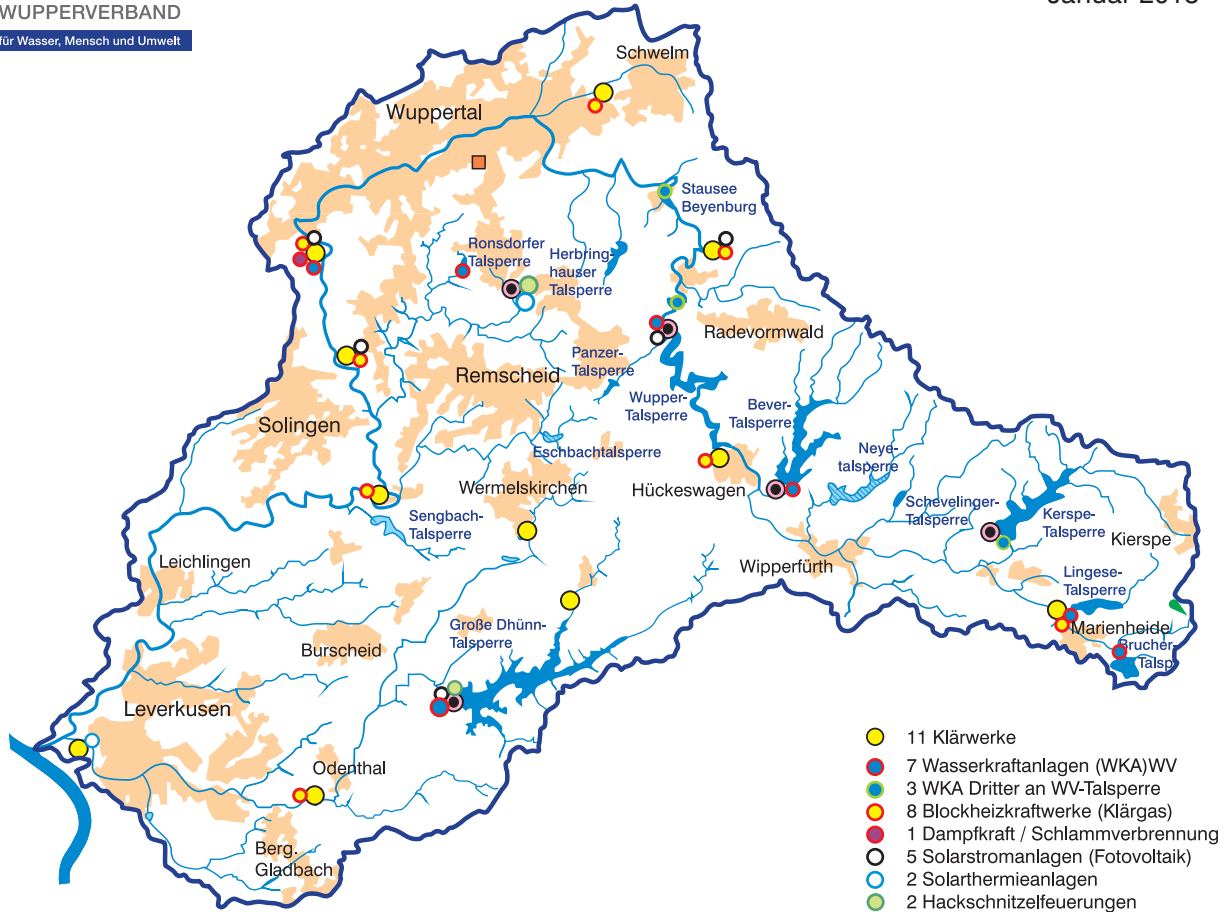 WUPPERVERBAND
für Wasser, Mensch und Umwelt
Schwelm
Wuppertal
Stausee
Beyenburg
Ronsdorfer
Talsperre
Herbring-
hauser
Talsperre
Radevormwald
Panzer-
Talsperre
Remscheid
Wupper-
Talsperre
Bever-
Talsperre
Solingen
Eschbachtalsperre
Neye-
talsperre
Wermelskirchen
Hückeswagen
Schevelinger-
Talsperre
Kerspe-
Talsperre
Kierspe
Sengbach-
Talsperre
Leichlingen
Wipperfürth
Lingese-
Talsperre
Große Dhünn-
Talsperre
Marienheide
Brucher-
Talsp.
Burscheid
Leverkusen
Odenthal
Berg.
Gladbach
11 Klärwerke
7 Wasserkraftanlagen (WKA)WV
3 WKA Dritter an WV-Talsperre
8 Blockheizkraftwerke (Klärgas)
1 Dampfkraft / Schlammverbrennung
5 Solarstromanlagen (Fotovoltaik)
2 Solarthermieanlagen
2 Hackschnitzelfeuerungen